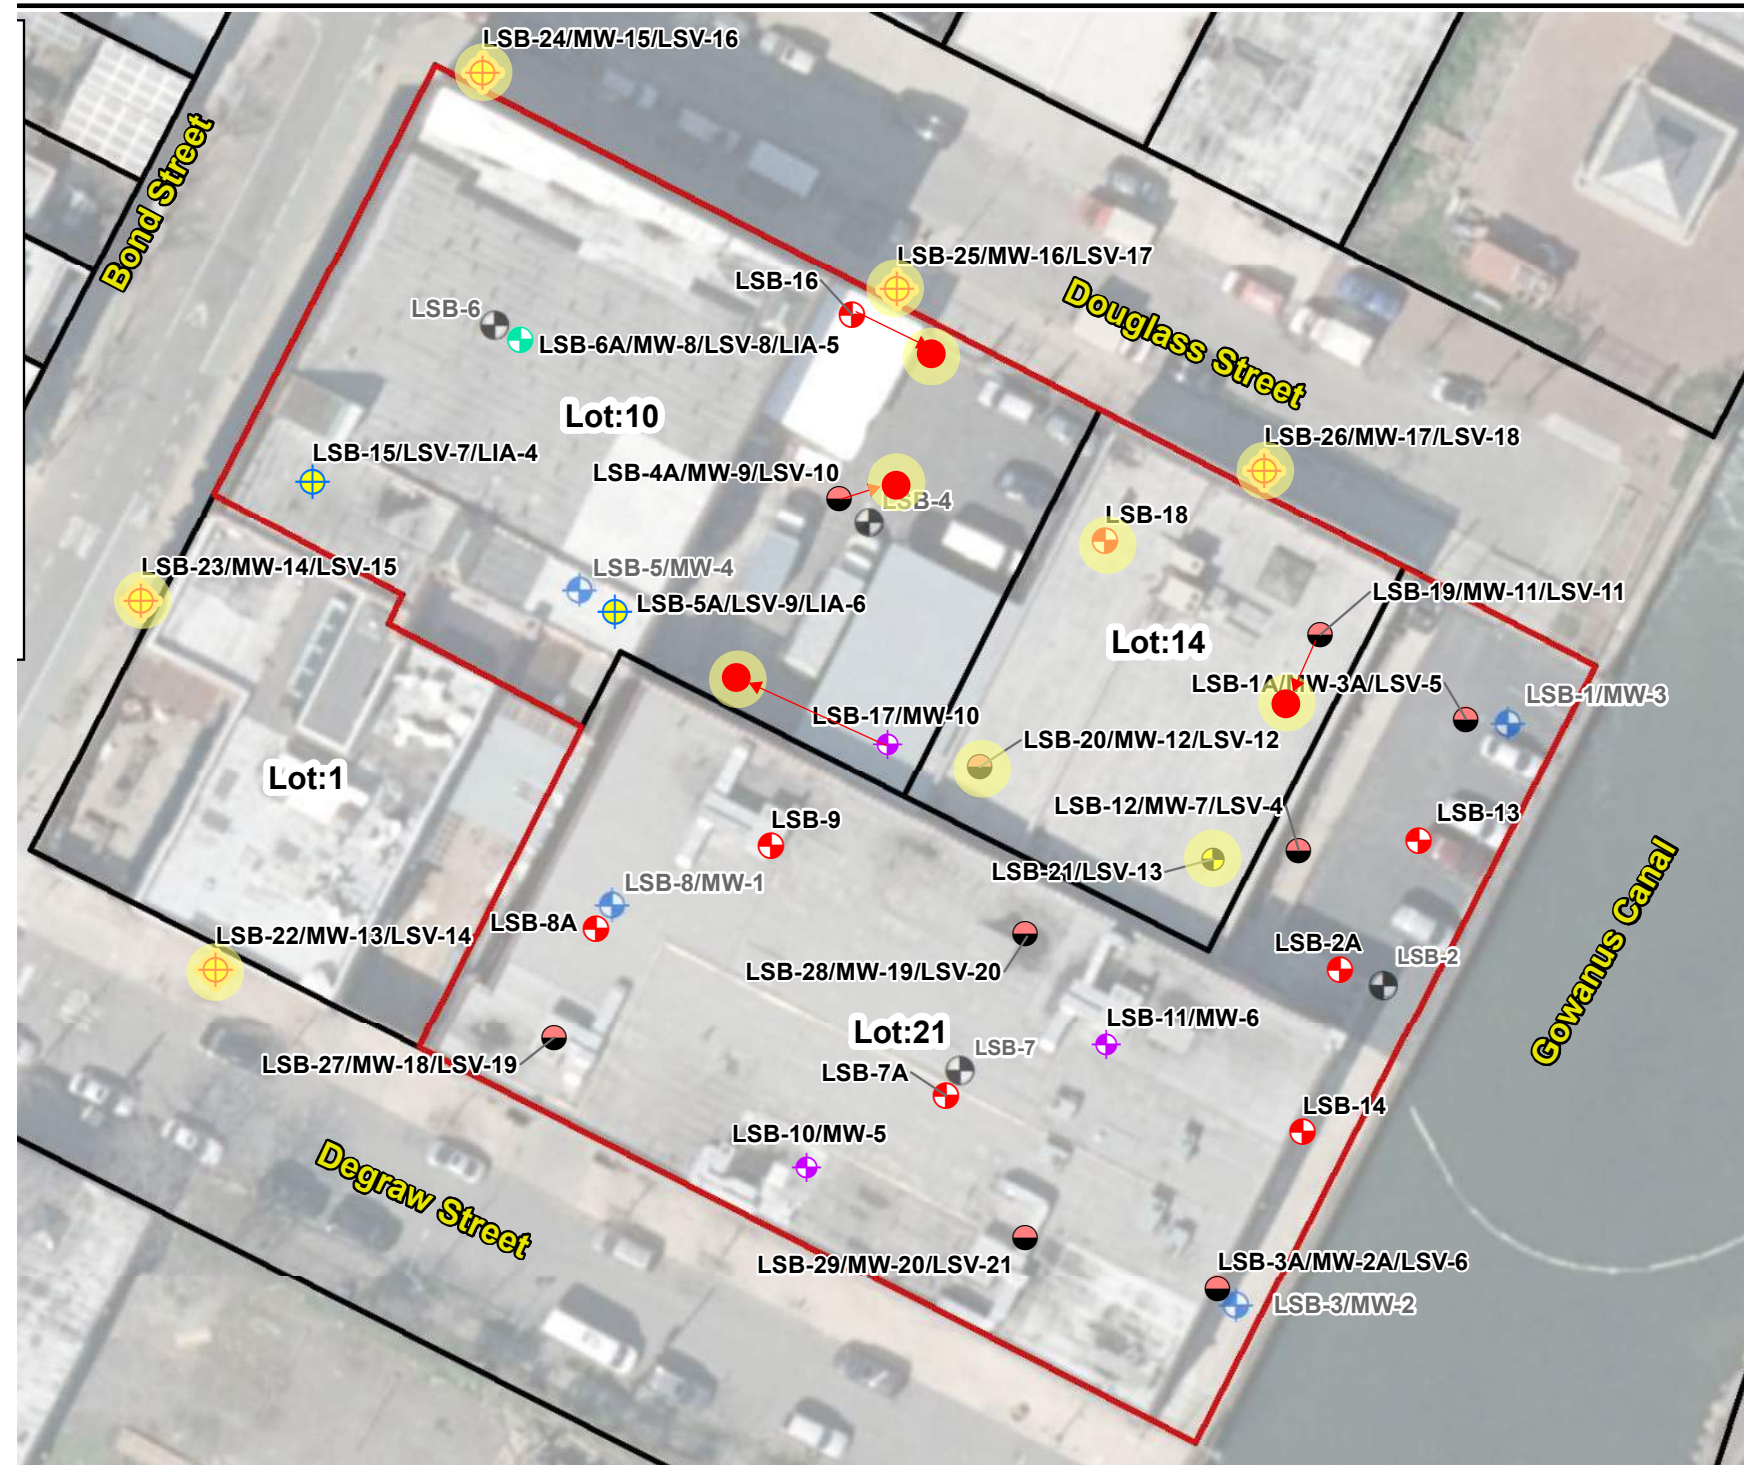 LSB-24/MW-15/LSV-16
Bond Street
LSB-25/MW-16/LSV-17
LSB-16
Douglass Street
LSB-6
LSB-6A/MW-8/LSV-8/LIA-5
Lot:10
LSB-26/MW-17/LSV-18
LSB-15/LSV-7/LIA-4
LSB-4A/MW-9/LSV-10
LSB-4
LSB-18
LSB-23/MW-14/LSV-15
LSB-5/MW-4
LSB-19/MW-11/LSV-11
LSB-5A/LSV-9/LIA-6
Lot:14
LSB-1A/MW-3A/LSV-5
LSB-1/MW-3
LSB-17/MW-10
LSB-20/MW-12/LSV-12
Lot:1
LSB-12/MW-7/LSV-4
LSB-13
LSB-9
LSB-21/LSV-13
LSB-8/MW-1
LSB-8A
LSB-22/MW-13/LSV-14
LSB-2A
LSB-2
Gowanus Canal
LSB-28/MW-19/LSV-20
LSB-11/MW-6
Lot:21
LSB-7
LSB-27/MW-18/LSV-19
LSB-7A
LSB-14
LSB-10/MW-5
Degraw Street
LSB-29/MW-20/LSV-21
LSB-3A/MW-2A/LSV-6
LSB-3/MW-2